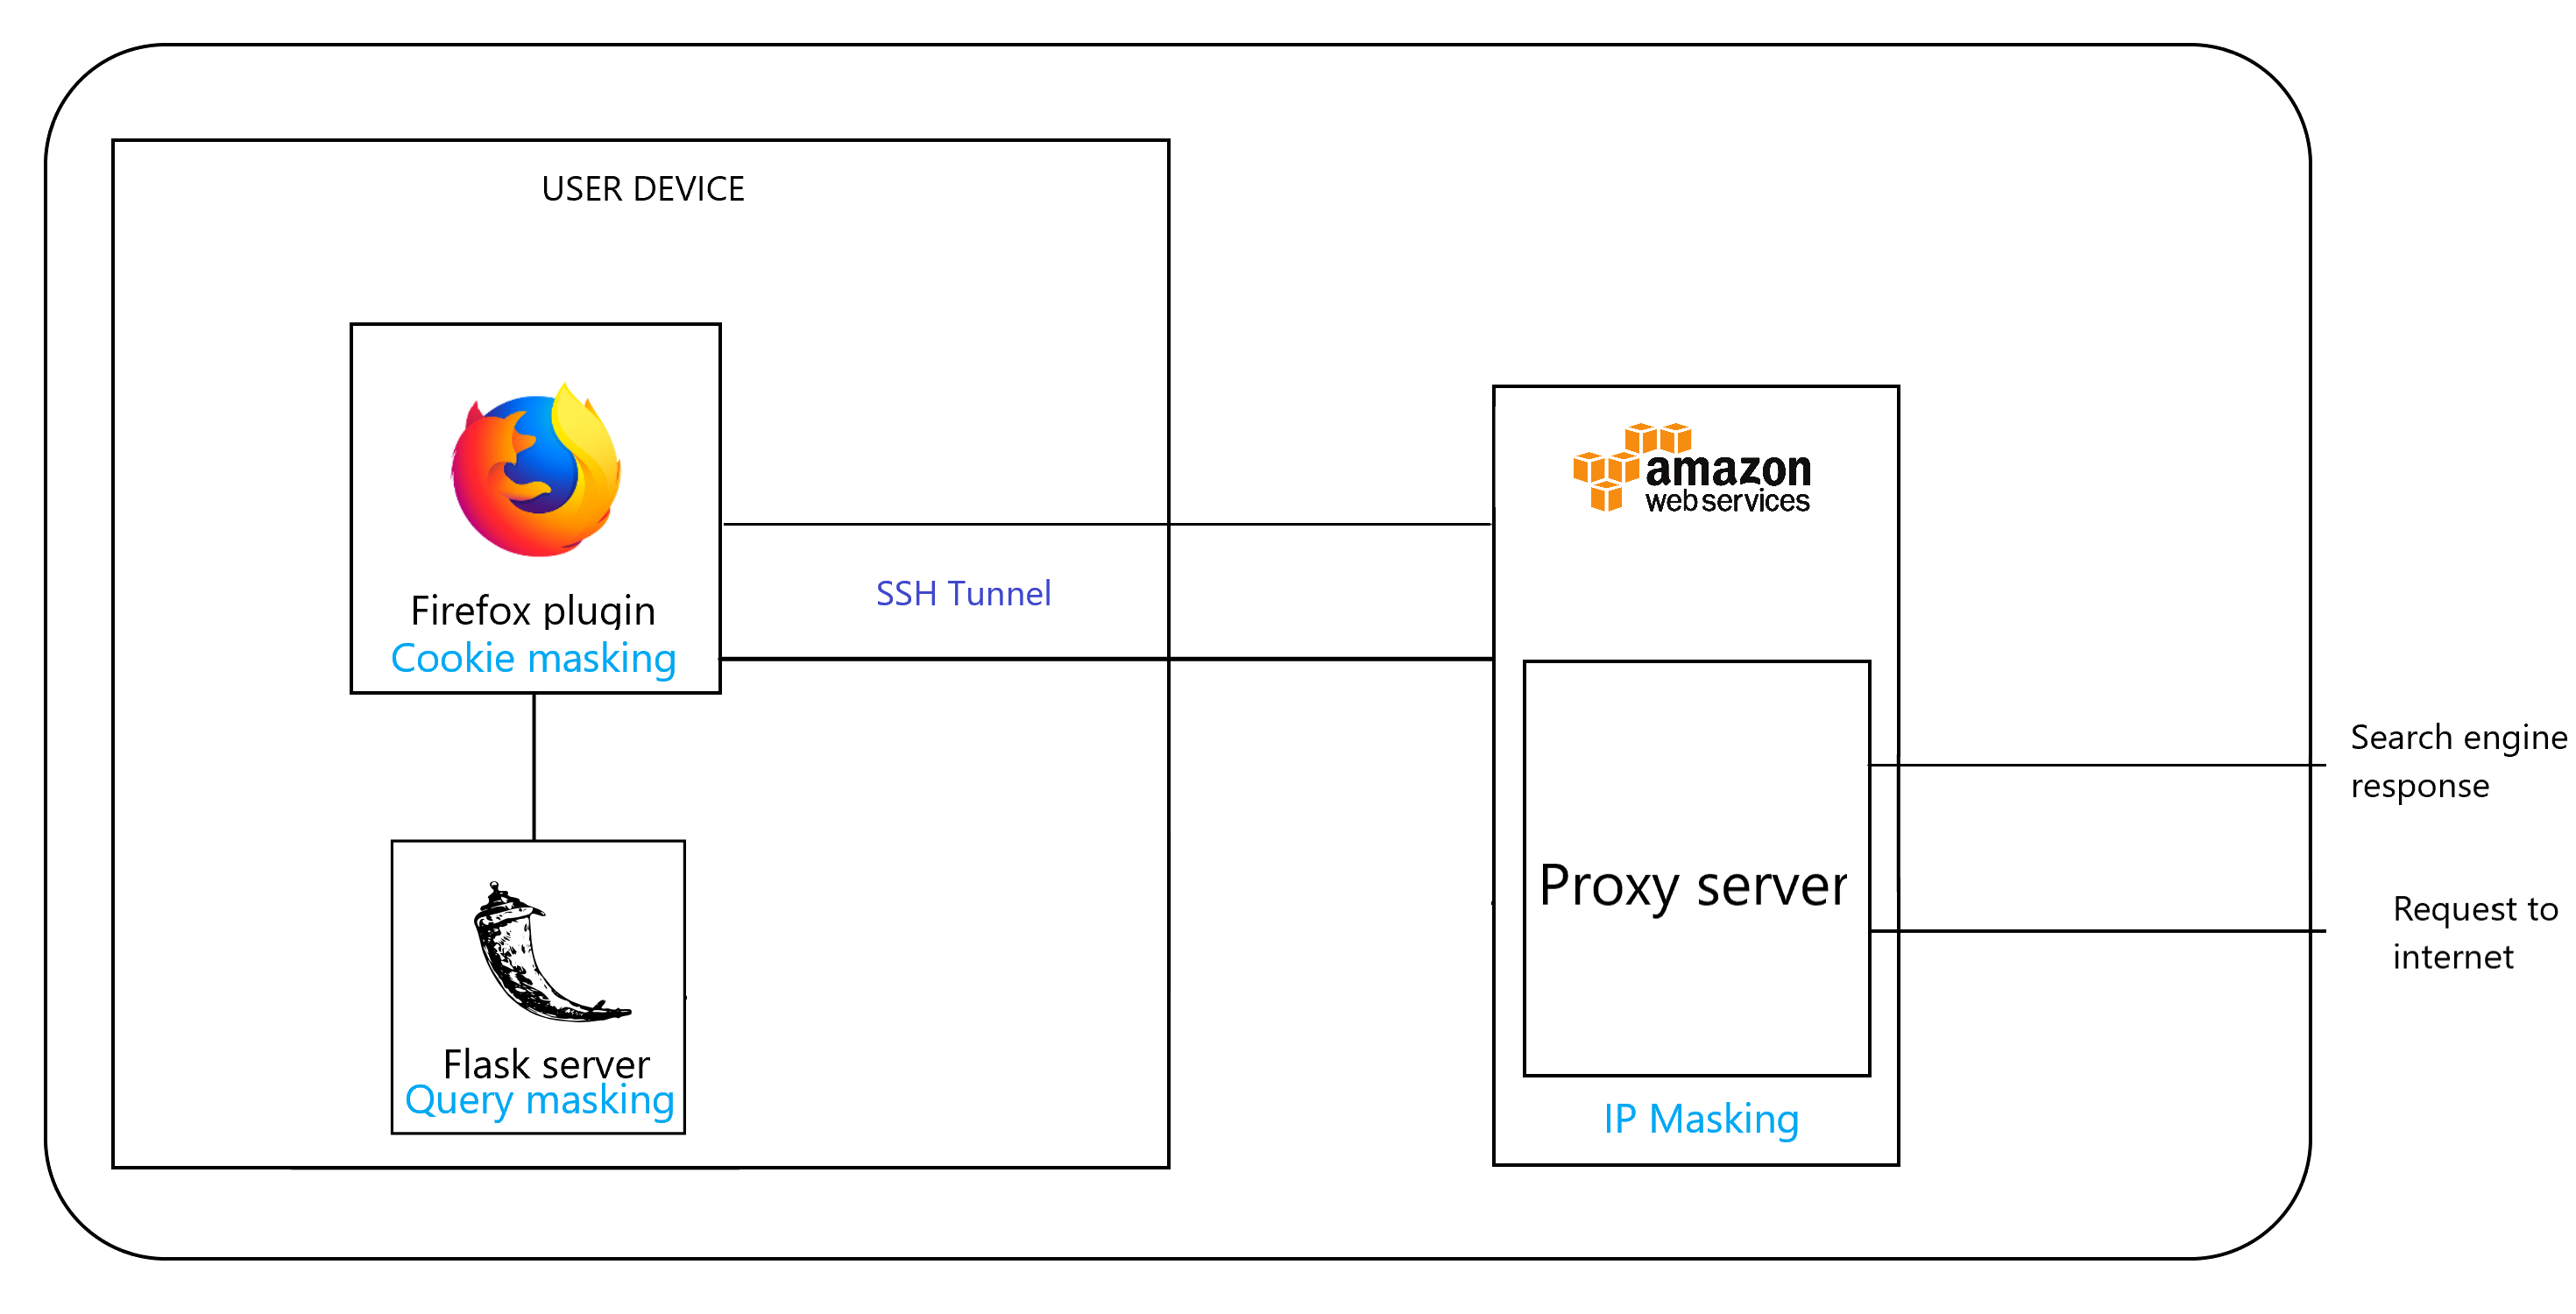 USER DEVICE
Firefox plugin
Cookie masking
SSH Tunnel
Flask server
Query masking
amazon
web services
Proxy server
IP Masking
Search engine
response
Request to
internet